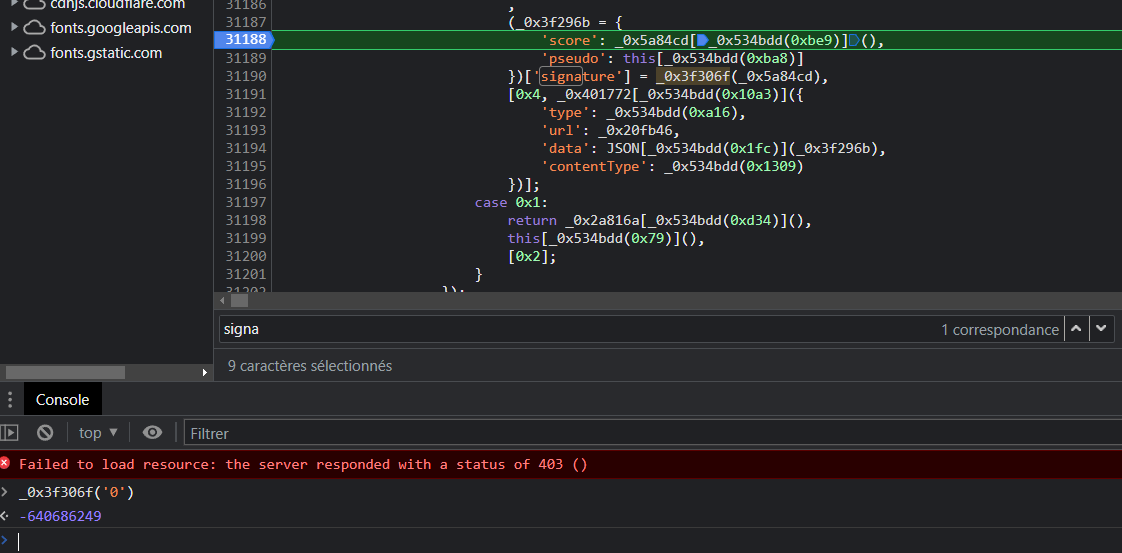 cdnjs.cloudflare.com
fonts.googleapis.com
fonts.gstatic.com
31186 ,
31187 (_0x3f296b = {
31188 'score': _0x5a84cd[_0x534bdd(0xbe9)](),
31189 'pseudo': this[_0x534bdd(0xba8)]
31190 })['signature'] = _0x3f306f(_0x5a84cd),
31191 [0x4, _0x401772[_0x534bdd(0x10a3)]({
31192 'type': _0x534bdd(0xa16),
31193 'url': _0x20fb46,
31194 'data': JSON[_0x534bdd(0x1fc)](_0x3f296b),
31195 'contentType': _0x534bdd(0x1309)
31196 })];
31197 case 0x1:
31198 return _0x2a816a[_0x534bdd(0xd34)](),
31199 this[_0x534bdd(0x79)](),
31200 [0x2];
31201 }
31202 });
signa
1 correspondance
9 caractères sélectionnés
Console
top ▼
Filtrer
Failed to load resource: the server responded with a status of 403 ()
> _0x3f306f('0')
-640686249
>